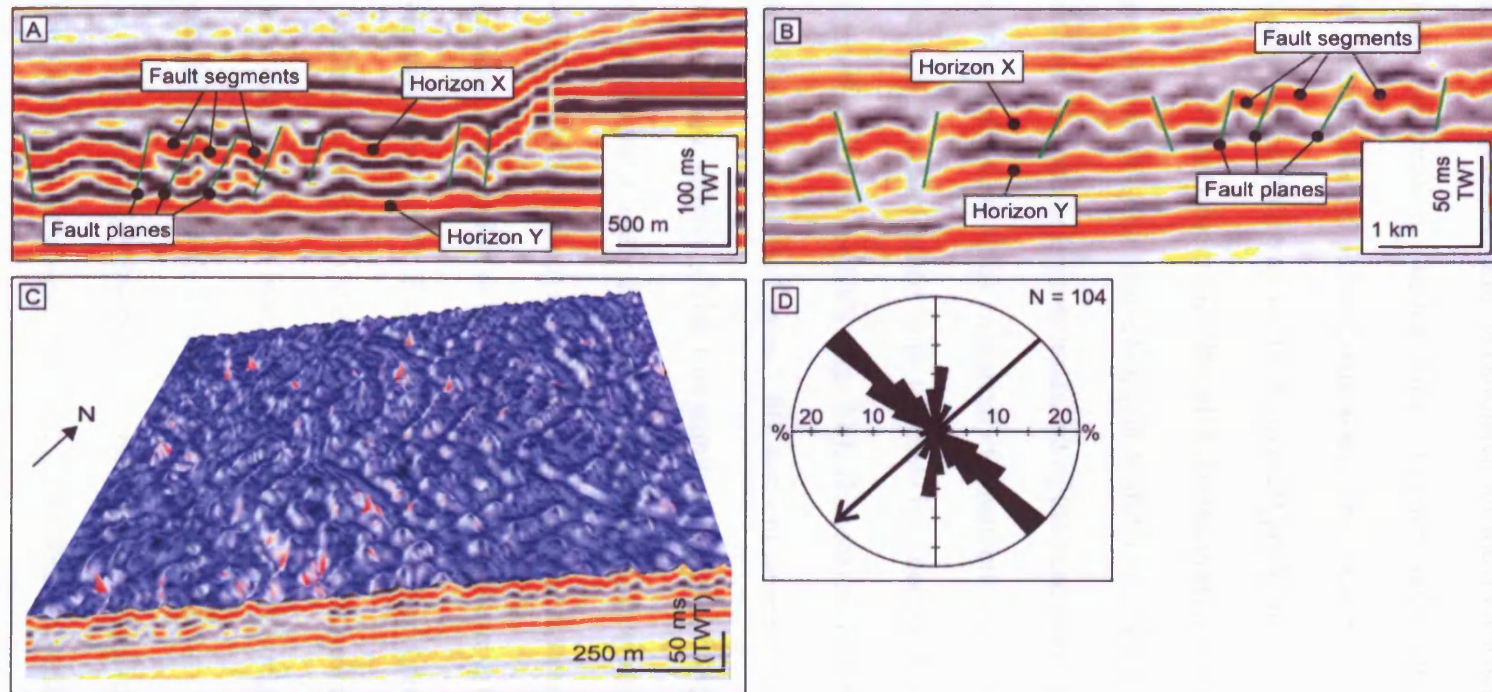 A
Fault segments
Horizon X
Fault planes
Horizon Y
500 m
100 ms
TWT
B
Horizon X
Fault segments
Horizon Y
Fault planes
1 km
50 ms
TWT
C
N
250 m
50 ms
(TWT)
D
N = 104
% 20 10 10 20 %